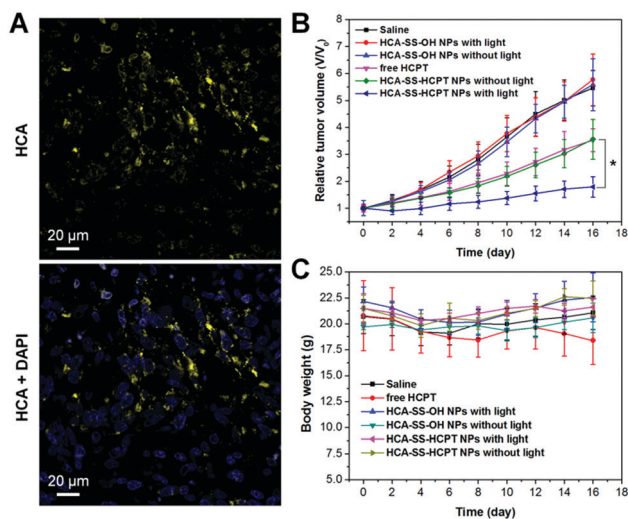 A
HCA
20 µm
HCA + DAPI
20 µm
B
Relative tumor volume (V/V₀)
8
7
6
5
4
3
2
1
Saline
HCA-SS-OH NPs with light
HCA-SS-OH NPs without light
free HCPT
HCA-SS-HCPT NPs without light
HCA-SS-HCPT NPs with light
*
0 2 4 6 8 10 12 14 16 18
Time (day)
C
Body weight (g)
25.0
22.5
20.0
17.5
15.0
12.5
10.0
7.5
5.0
Saline
free HCPT
HCA-SS-OH NPs with light
HCA-SS-OH NPs without light
HCA-SS-HCPT NPs with light
HCA-SS-HCPT NPs without light
0 2 4 6 8 10 12 14 16 18
Time (day)